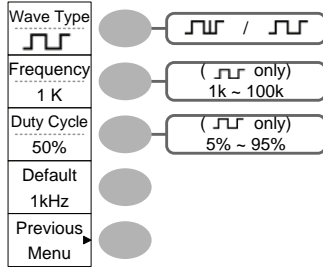 Wave Type
/
Frequency
1 K
( only)
1k ~ 100k
Duty Cycle
50%
( only)
5% ~ 95%
Default
1kHz
Previous
Menu